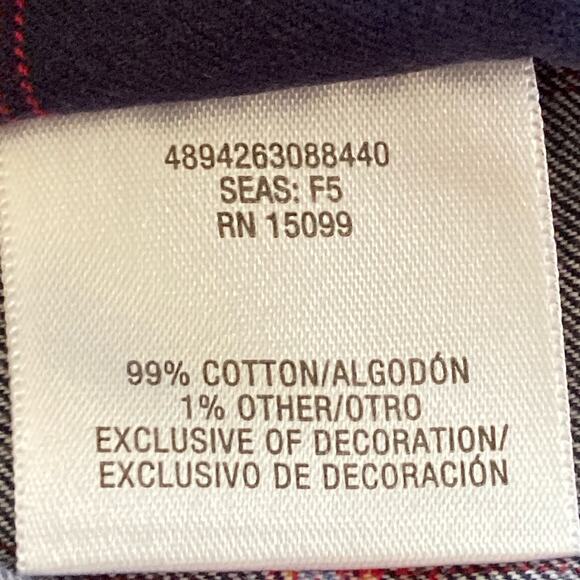 4894263088440
SEAS: F5
RN 15099
99% COTTON/ALGODÓN
1% OTHER/OTRO
EXCLUSIVE OF DECORATION/
EXCLUSIVO DE DECORACIÓN